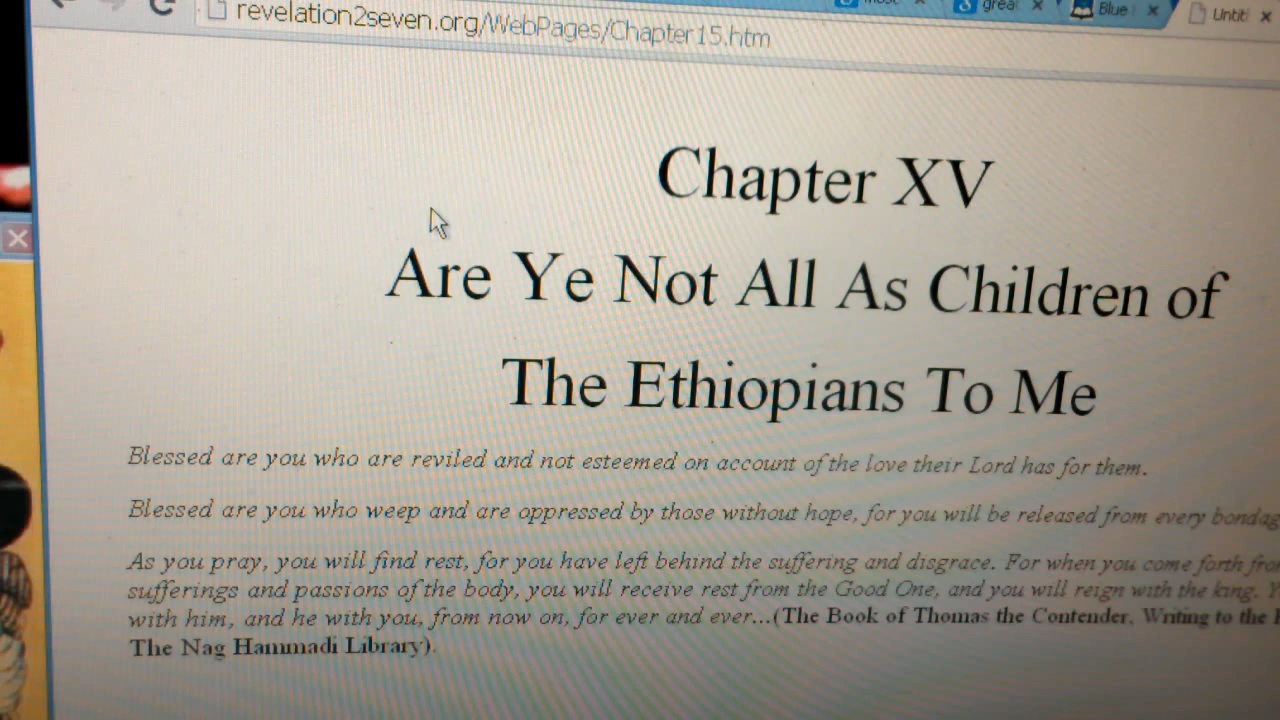 revelation2seven.org/WebPages/Chapter15.htm
Blue
Chapter XV
Are Ye Not All As Children of
The Ethiopians To Me
Blessed are you who are reviled and not esteemed on account of the love their Lord has for them.
Blessed are you who weep and are oppressed by those without hope, for you will be released from every bondag
As you pray, you will find rest, for you have left behind the suffering and disgrace. For when you come forth fro
sufferings and passions of the body, you will receive rest from the Good One, and you will reign with the king. Y
with him, and he with you, from now on, for ever and ever...(The Book of Thomas the Contender, Writing to the
The Nag Hammadi Library).